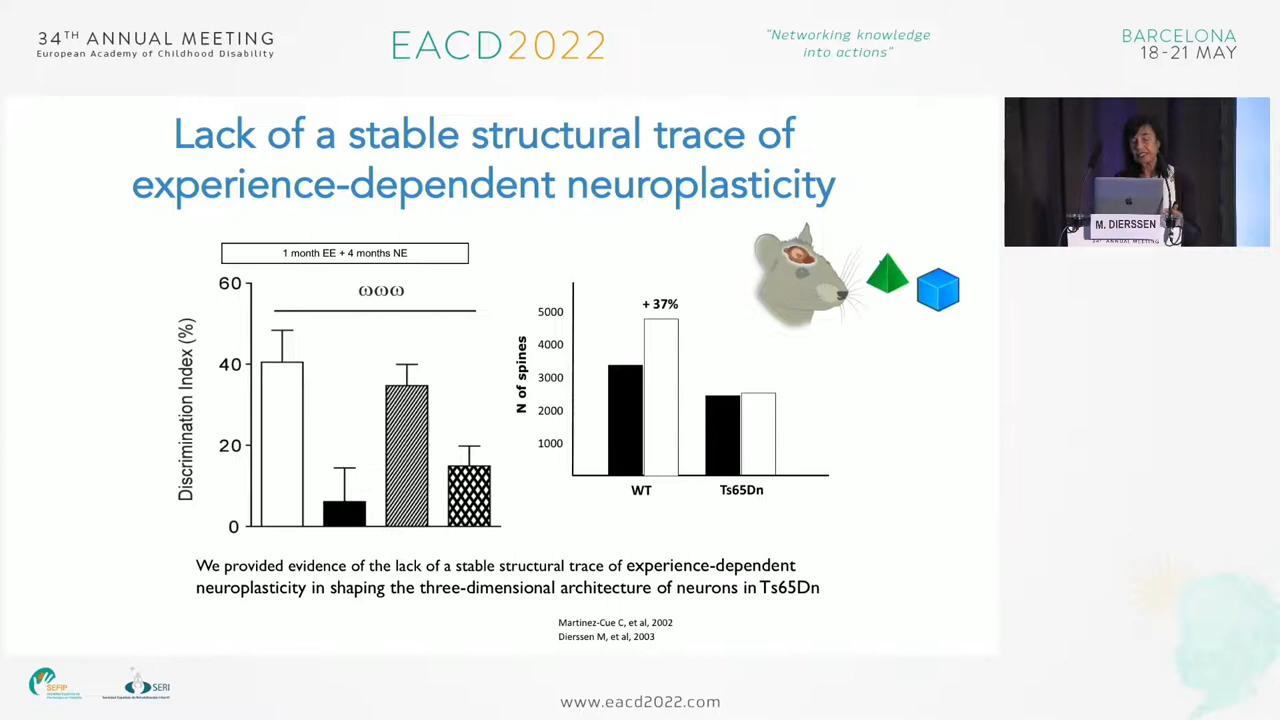 34TH ANNUAL MEETING
European Academy of Childhood Disability
EACD2022
"Networking knowledge
into actions"
BARCELONA
18-21 MAY
Lack of a stable structural trace of
experience-dependent neuroplasticity
1 month EE + 4 months NE
ωωω
60
40
20
0
Discrimination Index (%)
+ 37%
5000
4000
3000
2000
1000
N of spines
WT
Ts65Dn
We provided evidence of the lack of a stable structural trace of experience-dependent
neuroplasticity in shaping the three-dimensional architecture of neurons in Ts65Dn
Martinez-Cue C, et al, 2002
Dierssen M, et al, 2003
M. DIERSSEN
34TH ANNUAL MEETING
SEFIP
SERI
www.eacd2022.com